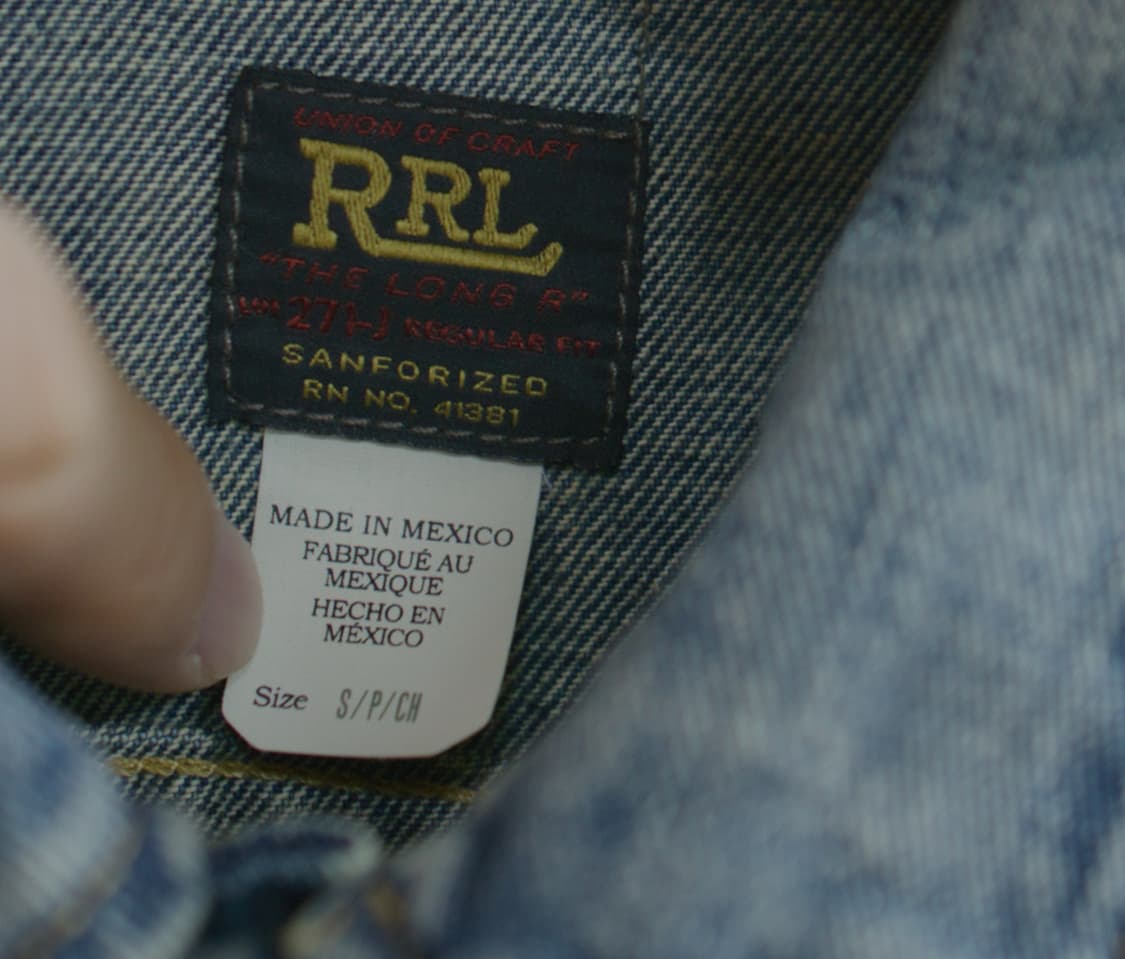 UNION OF CRAFT
RRL
"THE LONG R"
REGULAR FIT
SANFORIZED
RN NO. 41381
MADE IN MEXICO
FABRIQUÉ AU
MEXIQUE
HECHO EN
MÉXICO
Size S/P/CH